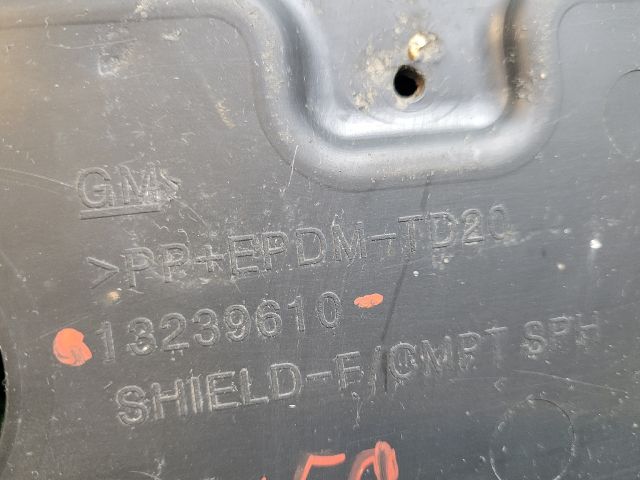 GM
>PP+EPDM-TD20
13239610
SHIELD-E/CMPT SPH